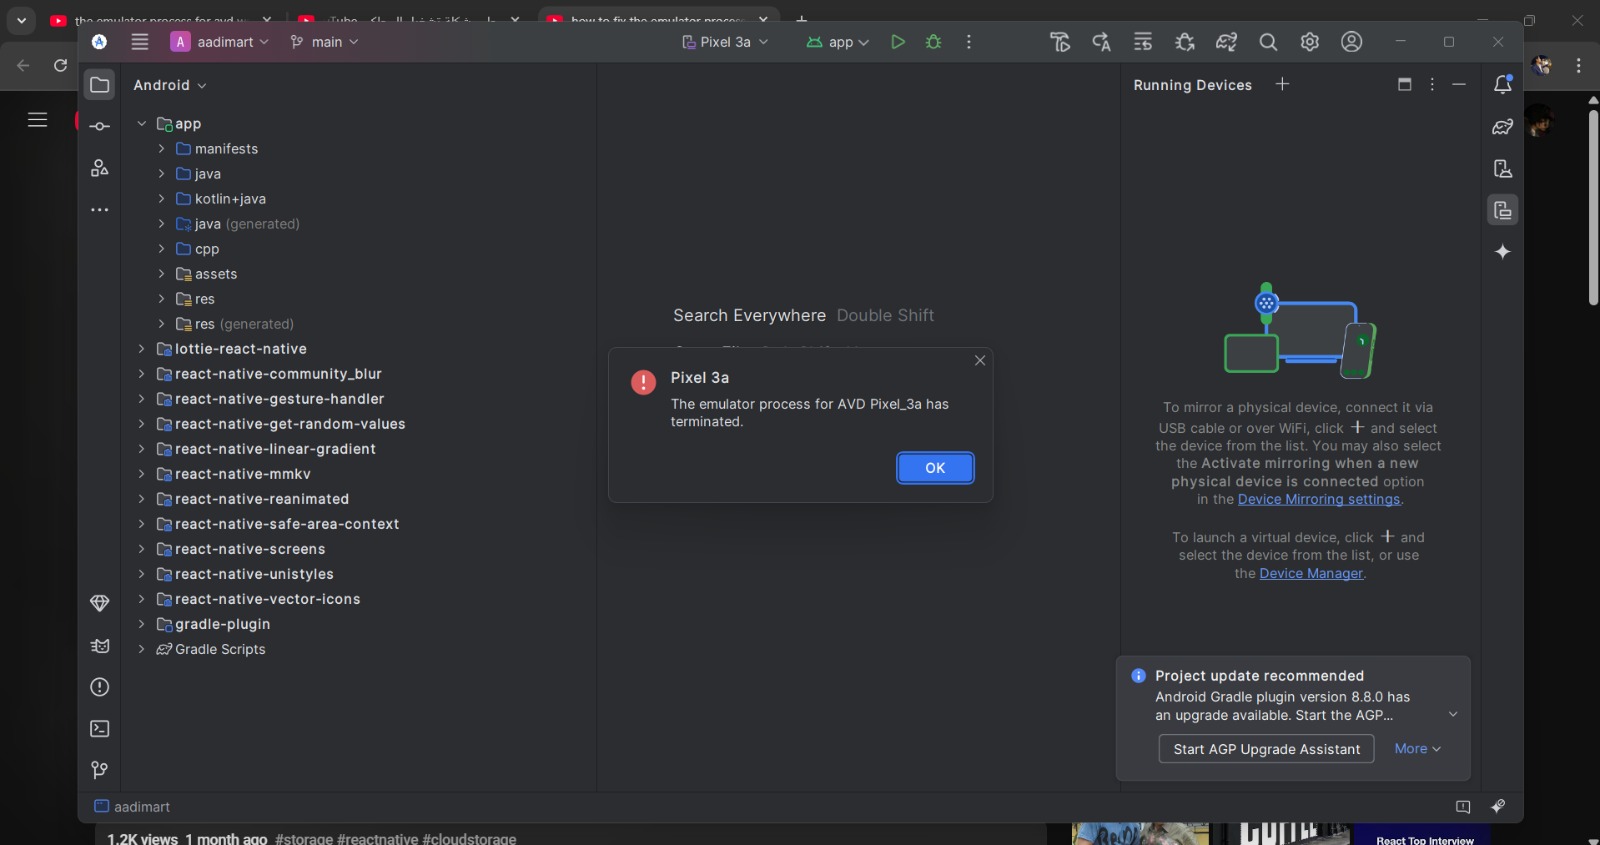 the emulator process for avd w
how to fix the emulator proces
A aadimart
main
Pixel 3a
app
Android
Running Devices
app
manifests
java
kotlin+java
java (generated)
cpp
assets
res
res (generated)
lottie-react-native
react-native-community_blur
react-native-gesture-handler
react-native-get-random-values
react-native-linear-gradient
react-native-mmkv
react-native-reanimated
react-native-safe-area-context
react-native-screens
react-native-unistyles
react-native-vector-icons
gradle-plugin
Gradle Scripts
Search Everywhere Double Shift
Pixel 3a
The emulator process for AVD Pixel_3a has
terminated.
OK
To mirror a physical device, connect it via
USB cable or over WiFi, click + and select
the device from the list. You may also select
the Activate mirroring when a new
physical device is connected option
in the Device Mirroring settings.
To launch a virtual device, click + and
select the device from the list, or use
the Device Manager.
Project update recommended
Android Gradle plugin version 8.8.0 has
an upgrade available. Start the AGP...
Start AGP Upgrade Assistant
More
aadimart
1.2K views 1 month ago #storage #reactnative #cloudstorage
React Top Interview